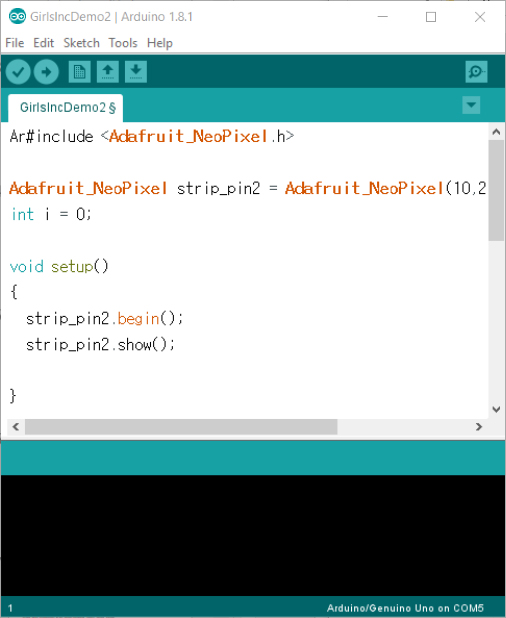 GirlsIncDemo2 | Arduino 1.8.1
File Edit Sketch Tools Help
GirlsIncDemo2 §
Ar#include <Adafruit_NeoPixel.h>
Adafruit_NeoPixel strip_pin2 = Adafruit_NeoPixel(10,2
int i = 0;
void setup()
{
strip_pin2.begin();
strip_pin2.show();
}
1 Arduino/Genuino Uno on COM5